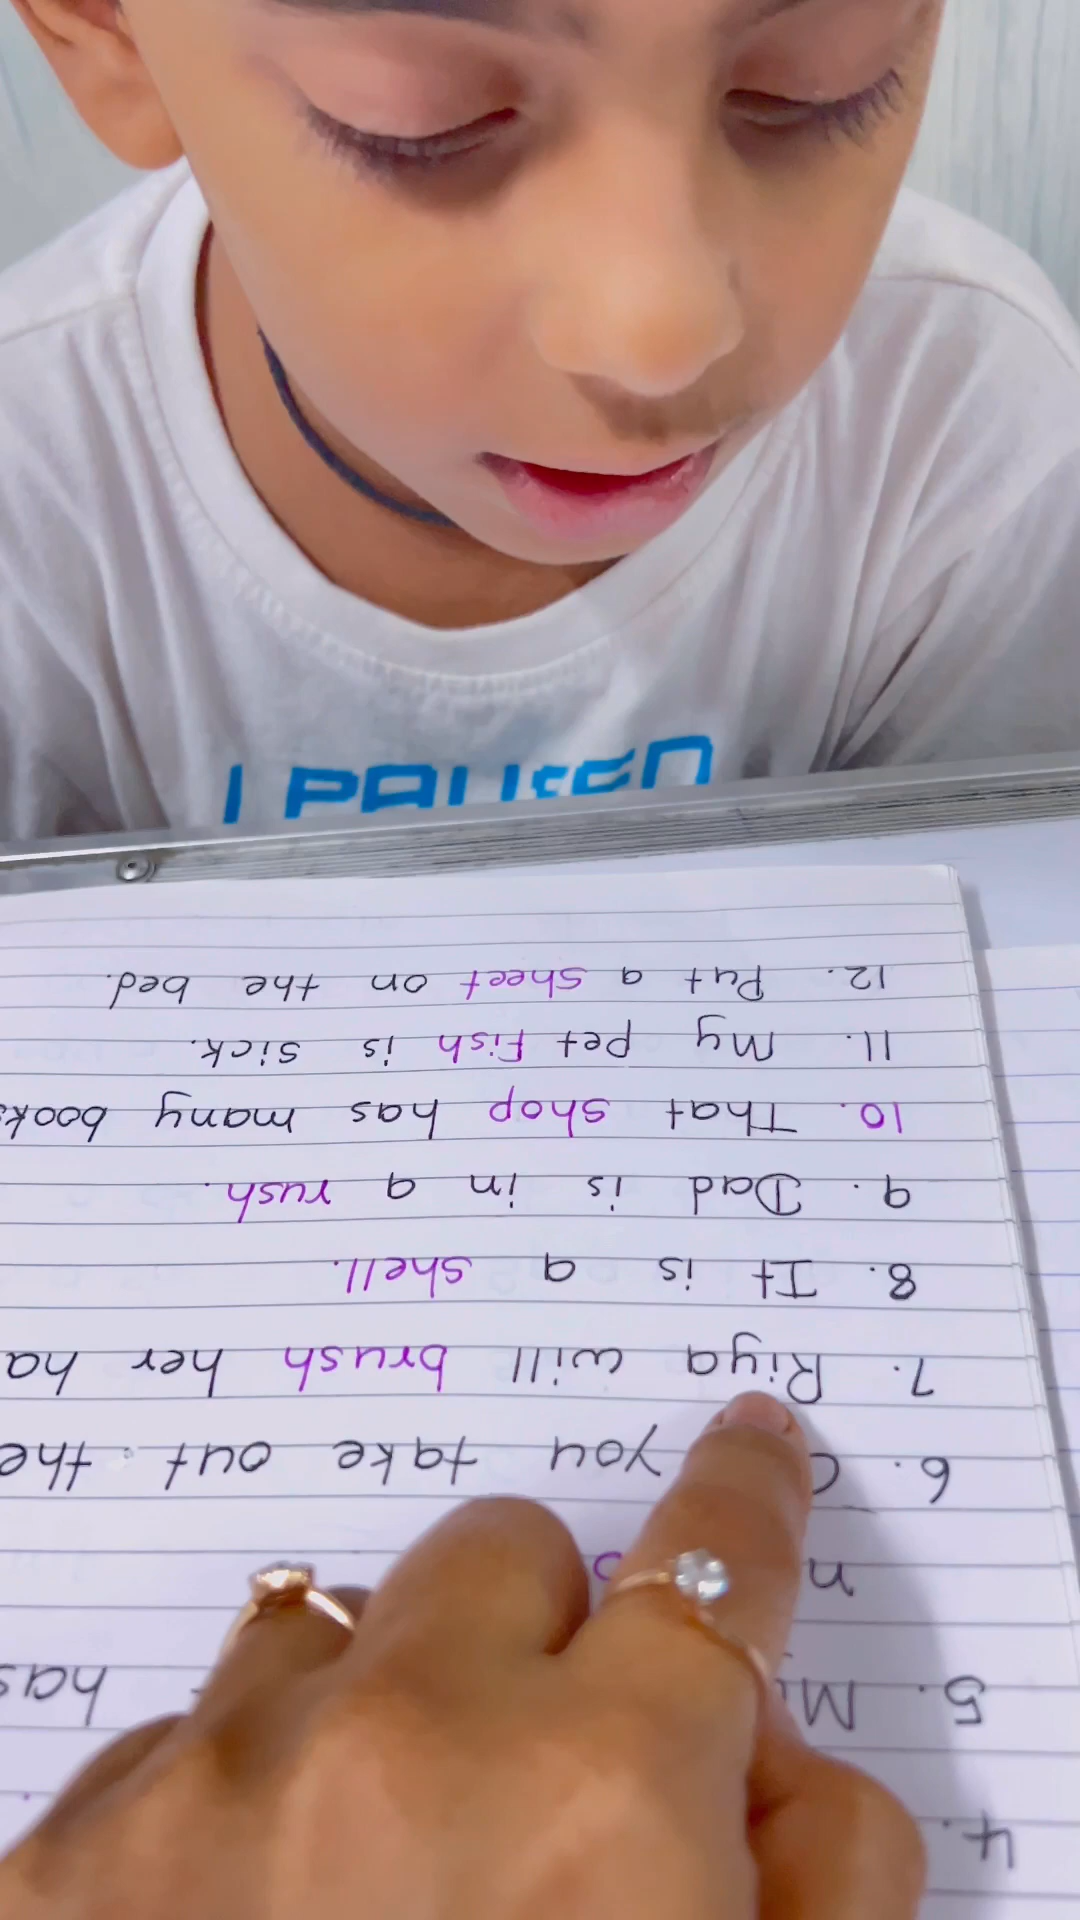 I PAUSED
4.
5. M has
n
6. C you take out the
7. Riya will brush her ha
8. It is a shell.
9. Dad is in a rush.
10. That shop has many books
11. My pet Fish is sick.
12. Put a sheet on the bed.